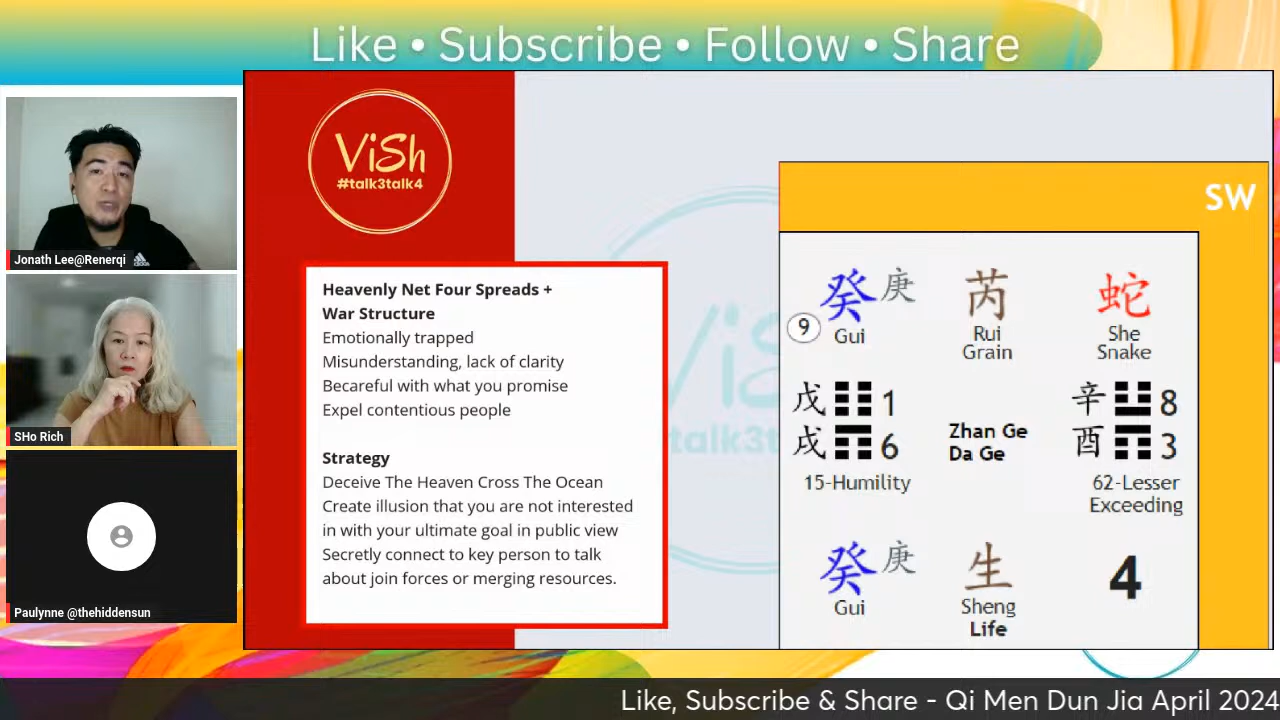 Like • Subscribe • Follow • Share
Jonath Lee@Renerqi
SHo Rich
Paulynne @thehiddensun
ViSh
#talk3talk4
Heavenly Net Four Spreads +
War Structure
Emotionally trapped
Misunderstanding, lack of clarity
Becareful with what you promise
Expel contentious people
Strategy
Deceive The Heaven Cross The Ocean
Create illusion that you are not interested
in with your ultimate goal in public view
Secretly connect to key person to talk
about join forces or merging resources.
SW
癸 庚 芮 蛇
9 Gui Rui She
Grain Snake
戊 1 辛 8
戌 6 Zhan Ge 酉 3
Da Ge
15-Humility 62-Lesser
Exceeding
癸 庚 生 4
Gui Sheng
Life
Like, Subscribe & Share - Qi Men Dun Jia April 2024